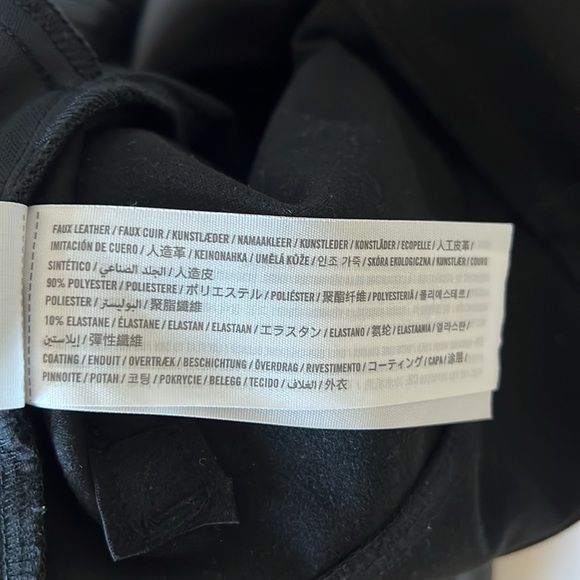 FAUX LEATHER / FAUX CUIR / KUNSTLÆDER / NAMAAKLEER / KUNSTLEDER / KONSTLÄDER / ECOPELLE / 人工皮革 /
IMITACIÓN DE CUERO / 人造革 / KEINONAHKA / UMĚLÁ KŮŽE / 인조 가죽 / SKÓRA EKOLOGICZNA / KUNSTLÆR / COURO
SINTÉTICO / الجلد الصناعي / 人造皮
90% POLYESTER / POLIESTERE / ポリエステル / POLIÉSTER / 聚酯纤维 / POLYESTERIÄ / 폴리에스테르 /
POLIESTER / البوليستر / 聚酯纖維
10% ELASTANE / ÉLASTANE / ELASTAN / ELASTAAN / エラスタン / ELASTANO / 氨纶 / ELASTAANIA / 엘라스탄 /
إيلاستين / 彈性纖維
COATING / ENDUIT / OVERTRÆK / BESCHICHTUNG / ÖVERDRAG / RIVESTIMENTO / コーティング / CAPA / 涂层 /
PINNOITE / POTAH / 코팅 / POKRYCIE / BELEGG / TECIDO / الغلاف / 外衣